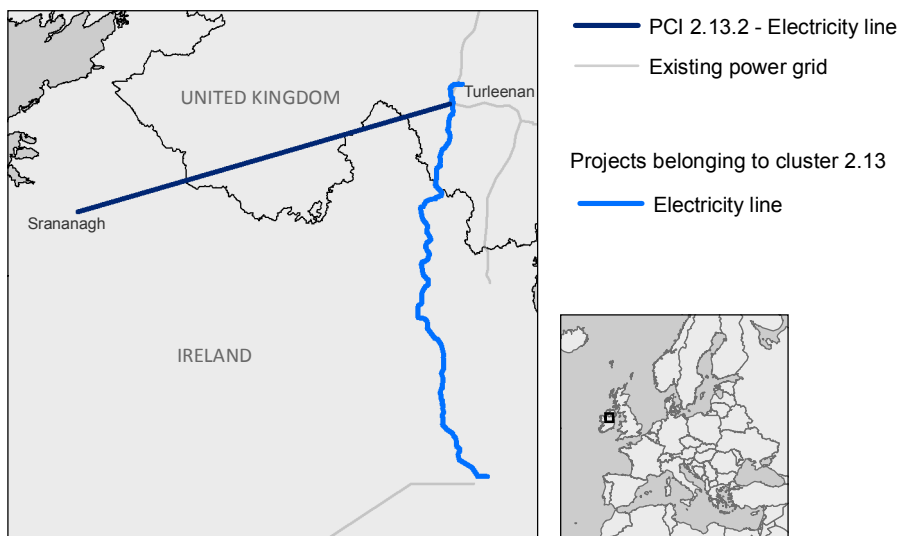 PCI 2.13.2 - Electricity line
Existing power grid
Projects belonging to cluster 2.13
Electricity line
UNITED KINGDOM
Turleenan
Srananagh
IRELAND